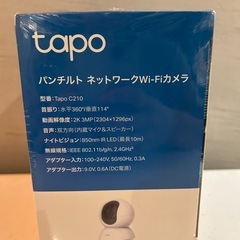 tapo
パンチルト ネットワークWi-Fiカメラ
型番：Tapo C210
首振り：水平360°/垂直114°
動画解像度：2K 3MP（2304×1296px）
音声：双方向（内蔵マイク&スピーカー）
ナイトビジョン：850nm IR LED（最長10m）
無線規格：IEEE 802.11b/g/n, 2.4GHz
アダプター入力：100-240V, 50/60Hz, 0.3A
アダプター出力：9.0V, 0.6A（DC電源）